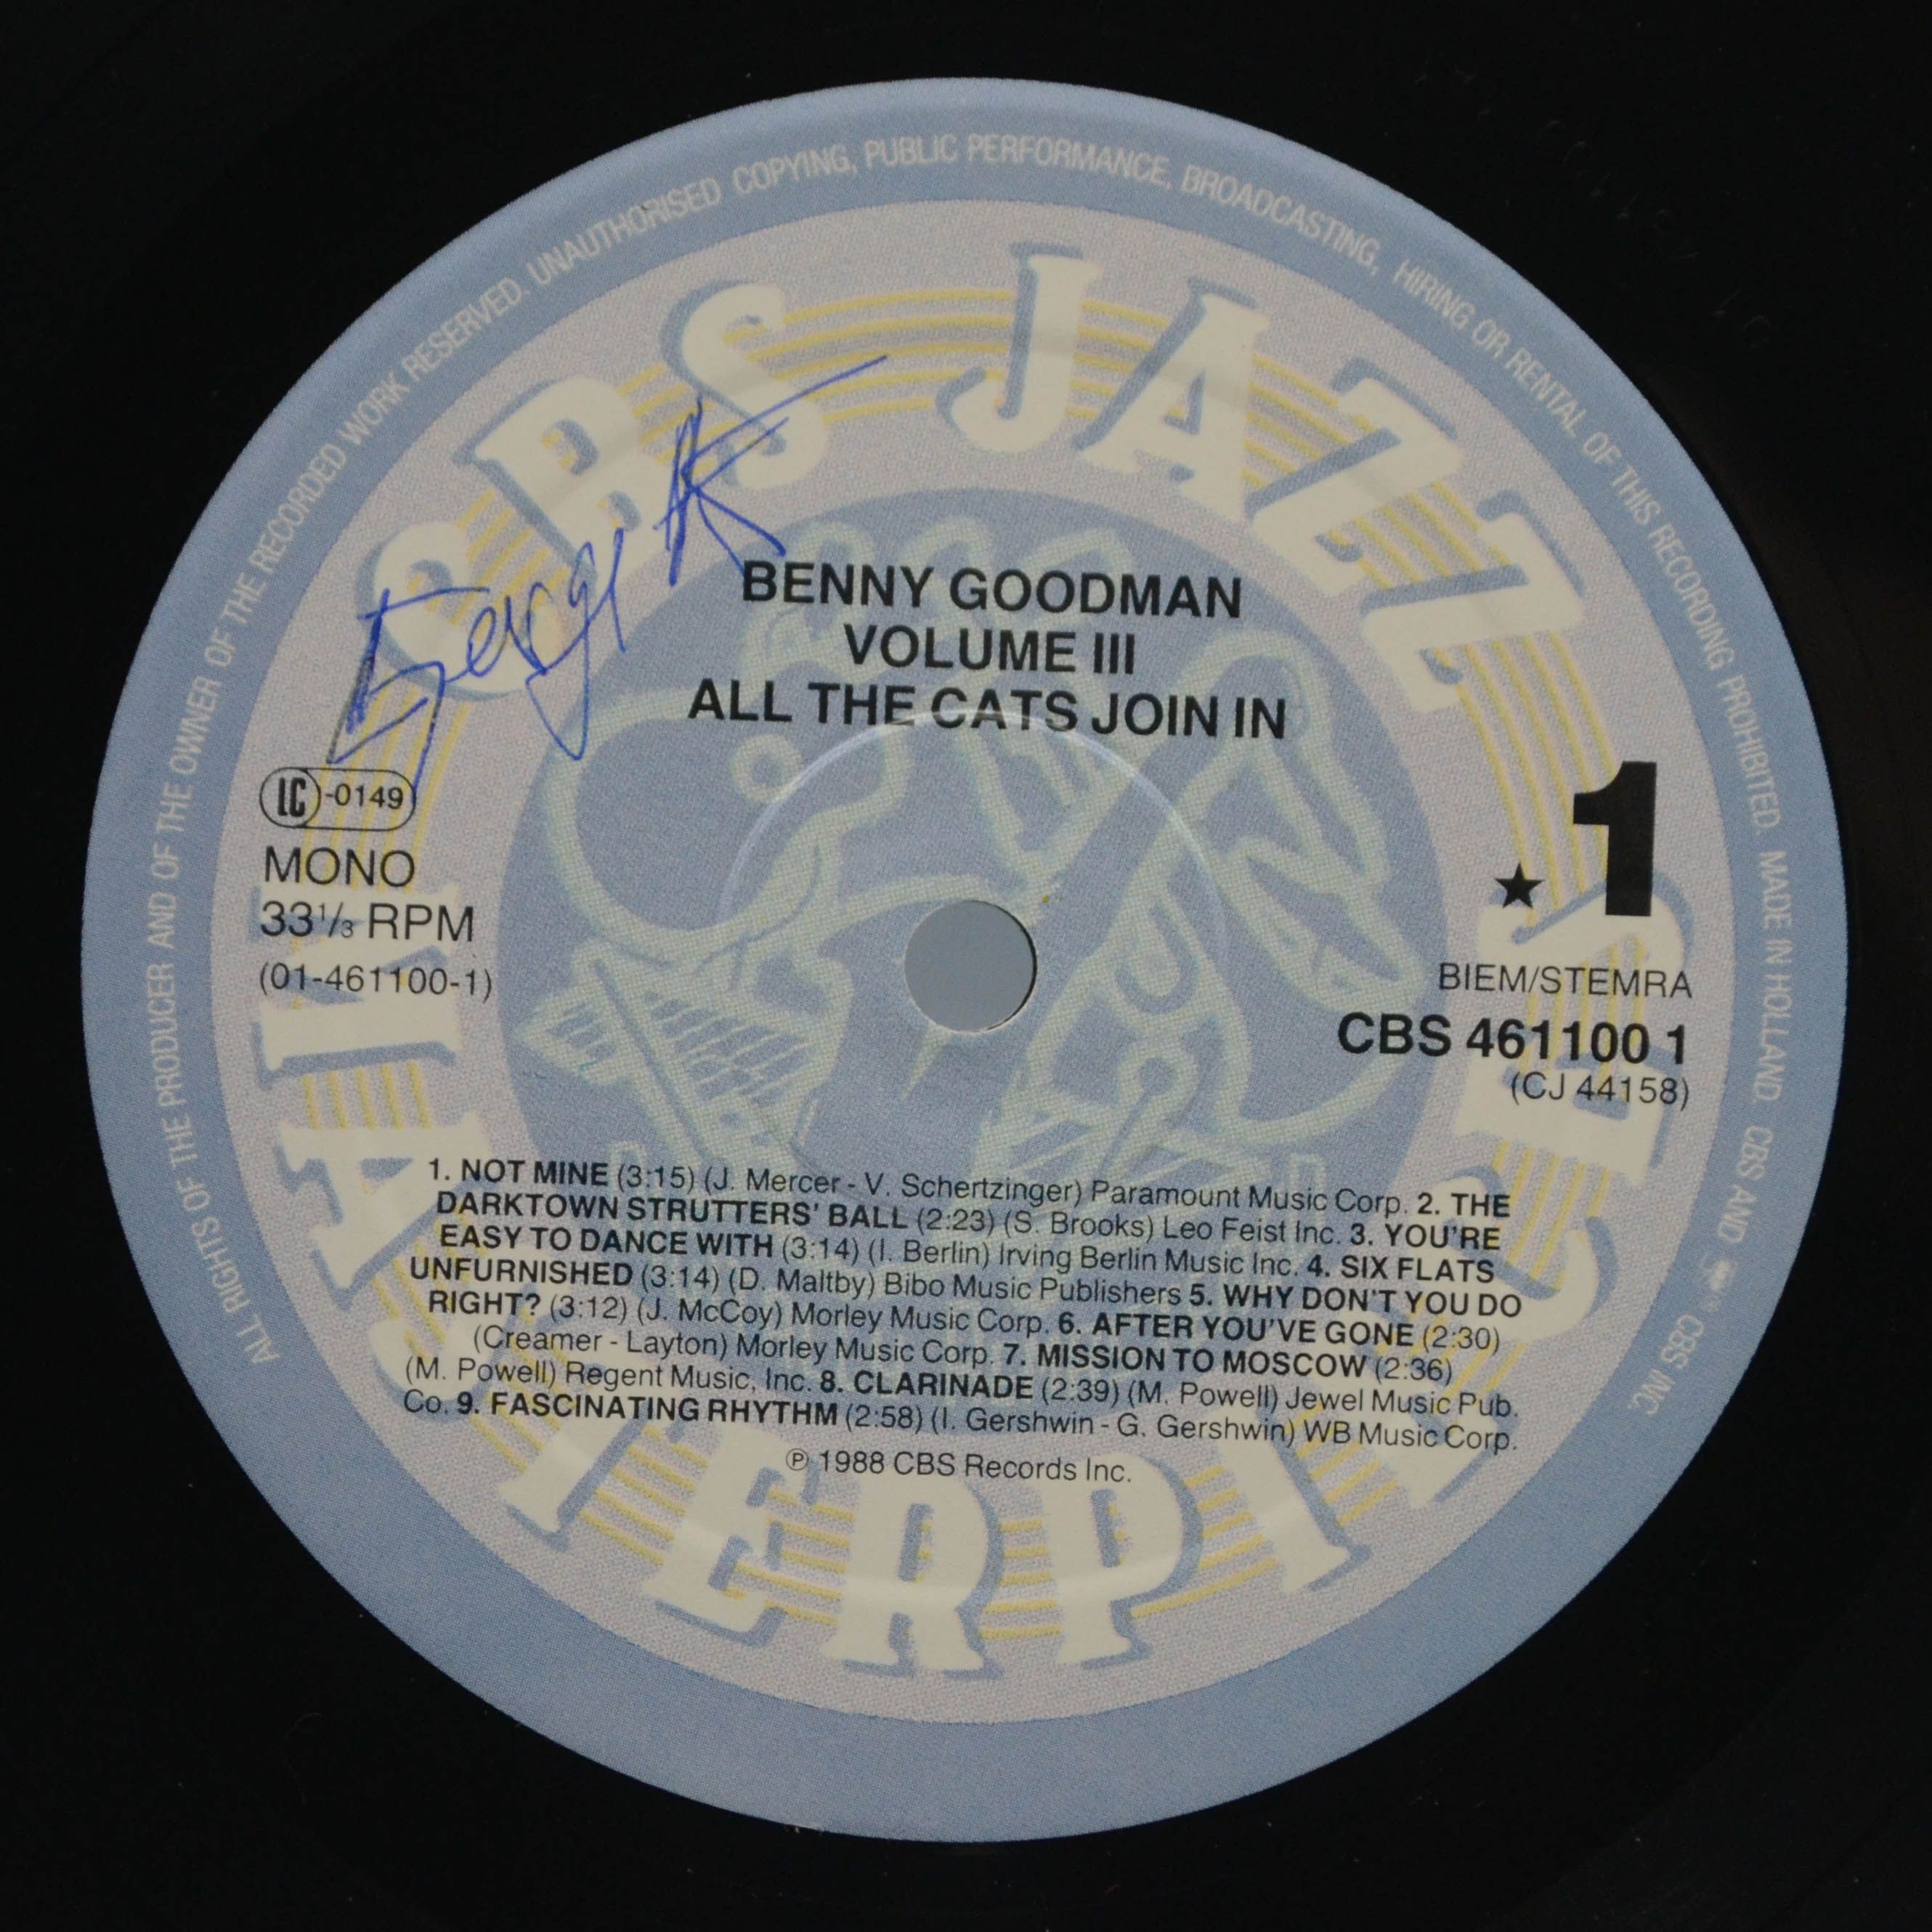 ALL RIGHTS OF THE PRODUCER AND OF THE OWNER OF THE RECORDED WORK RESERVED. UNAUTHORISED COPYING, PUBLIC PERFORMANCE, BROADCASTING, HIRING OR RENTAL OF THIS RECORDING PROHIBITED. MADE IN HOLLAND. CBS AND CBS INC.
CBS JAZZ MASTERPIECES
BENNY GOODMAN
VOLUME III
ALL THE CATS JOIN IN
LC -0149
MONO
33 1/3 RPM
(01-461100-1)
1
★
BIEM/STEMRA
CBS 461100 1
(CJ 44158)
1. NOT MINE (3:15) (J. Mercer - V. Schertzinger) Paramount Music Corp. 2. THE
DARKTOWN STRUTTERS' BALL (2:23) (S. Brooks) Leo Feist Inc. 3. YOU'RE
EASY TO DANCE WITH (3:14) (I. Berlin) Irving Berlin Music Inc. 4. SIX FLATS
UNFURNISHED (3:14) (D. Maltby) Bibo Music Publishers 5. WHY DON'T YOU DO
RIGHT? (3:12) (J. McCoy) Morley Music Corp. 6. AFTER YOU'VE GONE (2:30)
(Creamer - Layton) Morley Music Corp. 7. MISSION TO MOSCOW (2:36)
(M. Powell) Regent Music, Inc. 8. CLARINADE (2:39) (M. Powell) Jewel Music Pub.
Co. 9. FASCINATING RHYTHM (2:58) (I. Gershwin - G. Gershwin) WB Music Corp.
℗ 1988 CBS Records Inc.